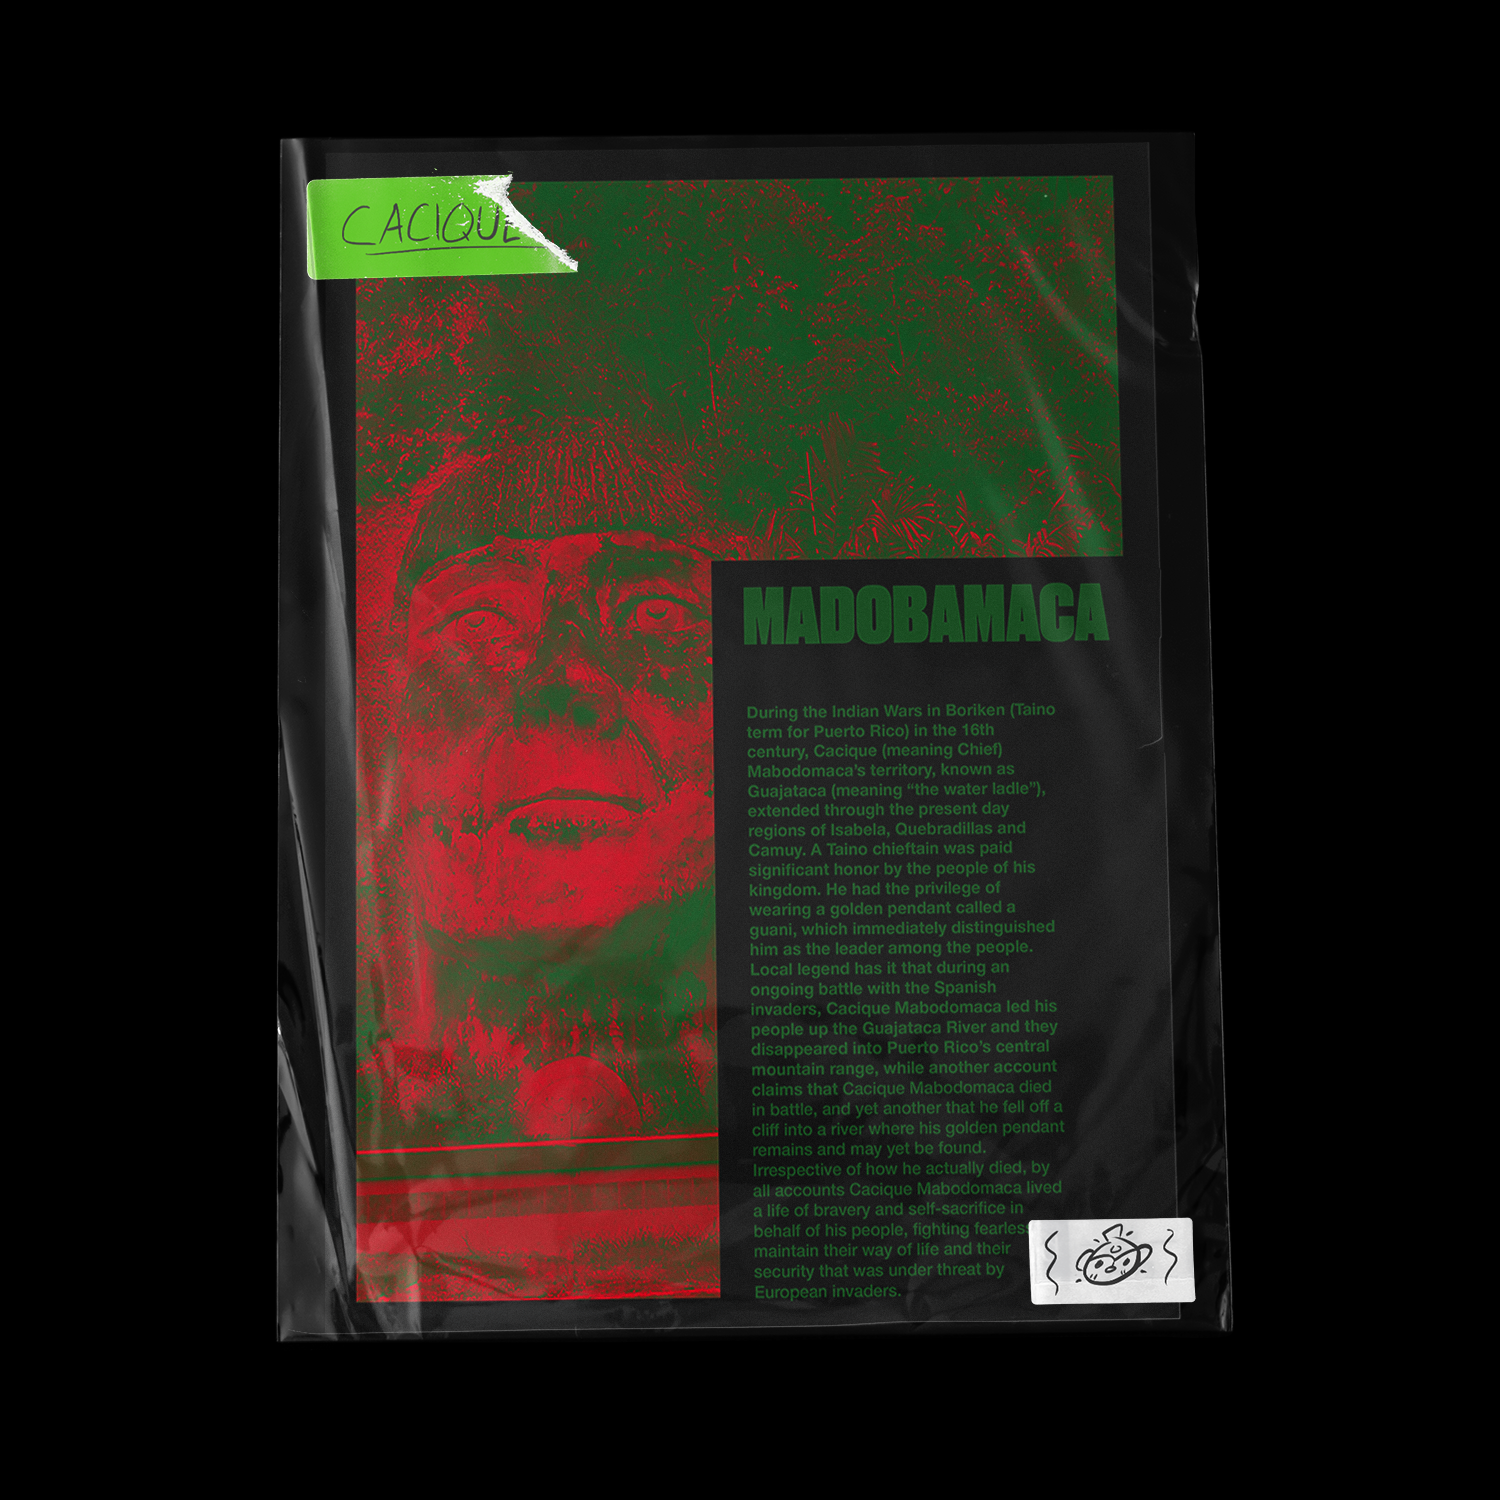 CACIQUE
MADOBAMACA
During the Indian Wars in Boriken (Taino
term for Puerto Rico) in the 16th
century, Cacique (meaning Chief)
Mabodomaca's territory, known as
Guajataca (meaning “the water ladle”),
extended through the present day
regions of Isabela, Quebradillas and
Camuy. A Taino chieftain was paid
significant honor by the people of his
kingdom. He had the privilege of
wearing a golden pendant called a
guani, which immediately distinguished
him as the leader among the people.
Local legend has it that during an
ongoing battle with the Spanish
invaders, Cacique Mabodomaca led his
people up the Guajataca River and they
disappeared into Puerto Rico's central
mountain range, while another account
claims that Cacique Mabodomaca died
in battle, and yet another that he fell off a
cliff into a river where his golden pendant
remains and may yet be found.
Irrespective of how he actually died, by
all accounts Cacique Mabodomaca lived
a life of bravery and self-sacrifice in
behalf of his people, fighting
maintain their way of life and their
security that was under threat by
European invaders.